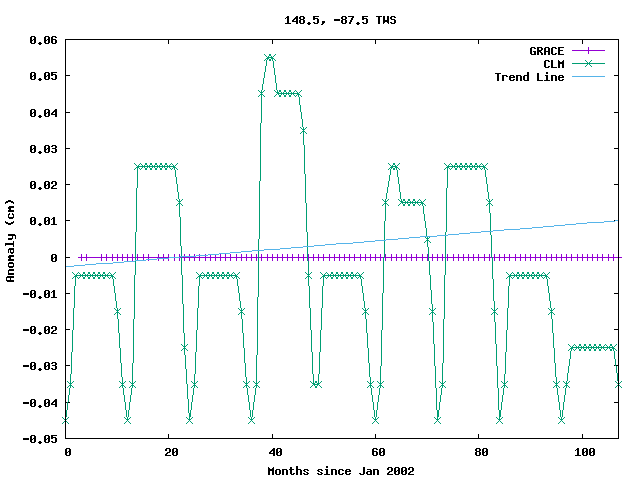 148.5, -87.5 TWS
GRACE
CLM
Trend Line
0.06
0.05
0.04
0.03
0.02
0.01
0
-0.01
-0.02
-0.03
-0.04
-0.05
Anomaly (cm)
0 20 40 60 80 100
Months since Jan 2002